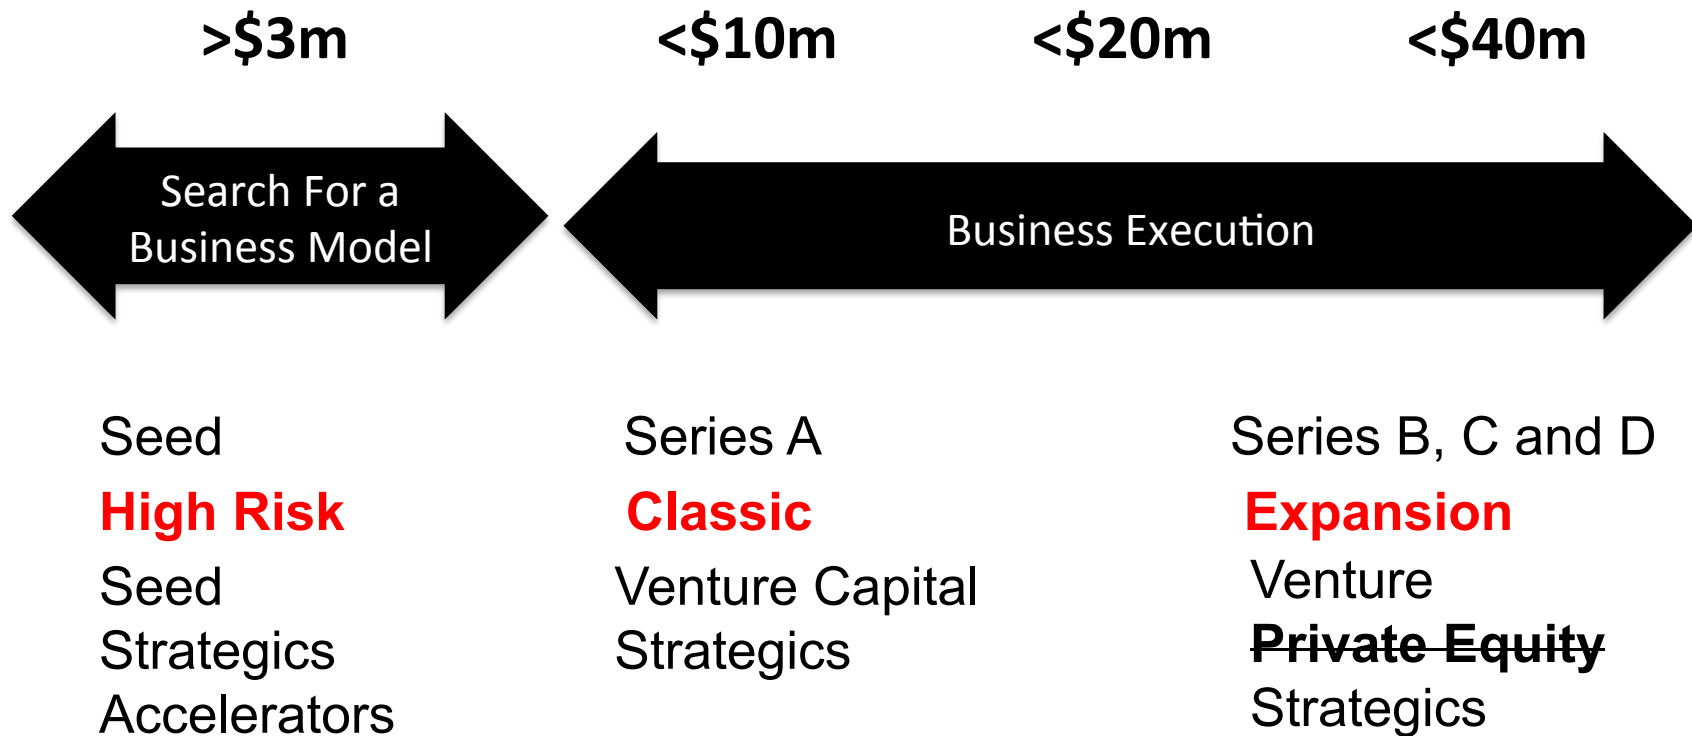 >$3m <$10m <$20m <$40m
Search For a
Business Model
Business Execution
Seed
High Risk
Seed
Strategics
Accelerators
Series A
Classic
Venture Capital
Strategics
Series B, C and D
Expansion
Venture
Private Equity
Strategics